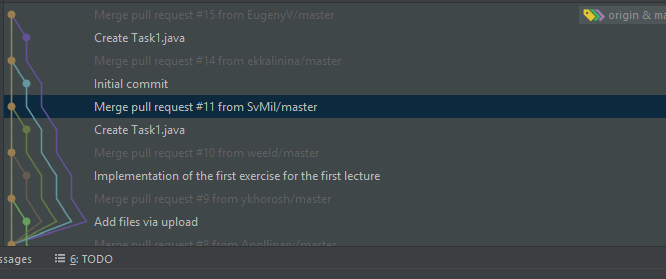 Merge pull request #15 from EugenyV/master
origin & ma
Create Task1.java
Merge pull request #14 from ekkalinina/master
Initial commit
Merge pull request #11 from SvMil/master
Create Task1.java
Merge pull request #10 from weeld/master
Implementation of the first exercise for the first lecture
Merge pull request #9 from ykhorosh/master
Add files via upload
Merge pull request #8 from Apollinary/master
ssages
6: TODO